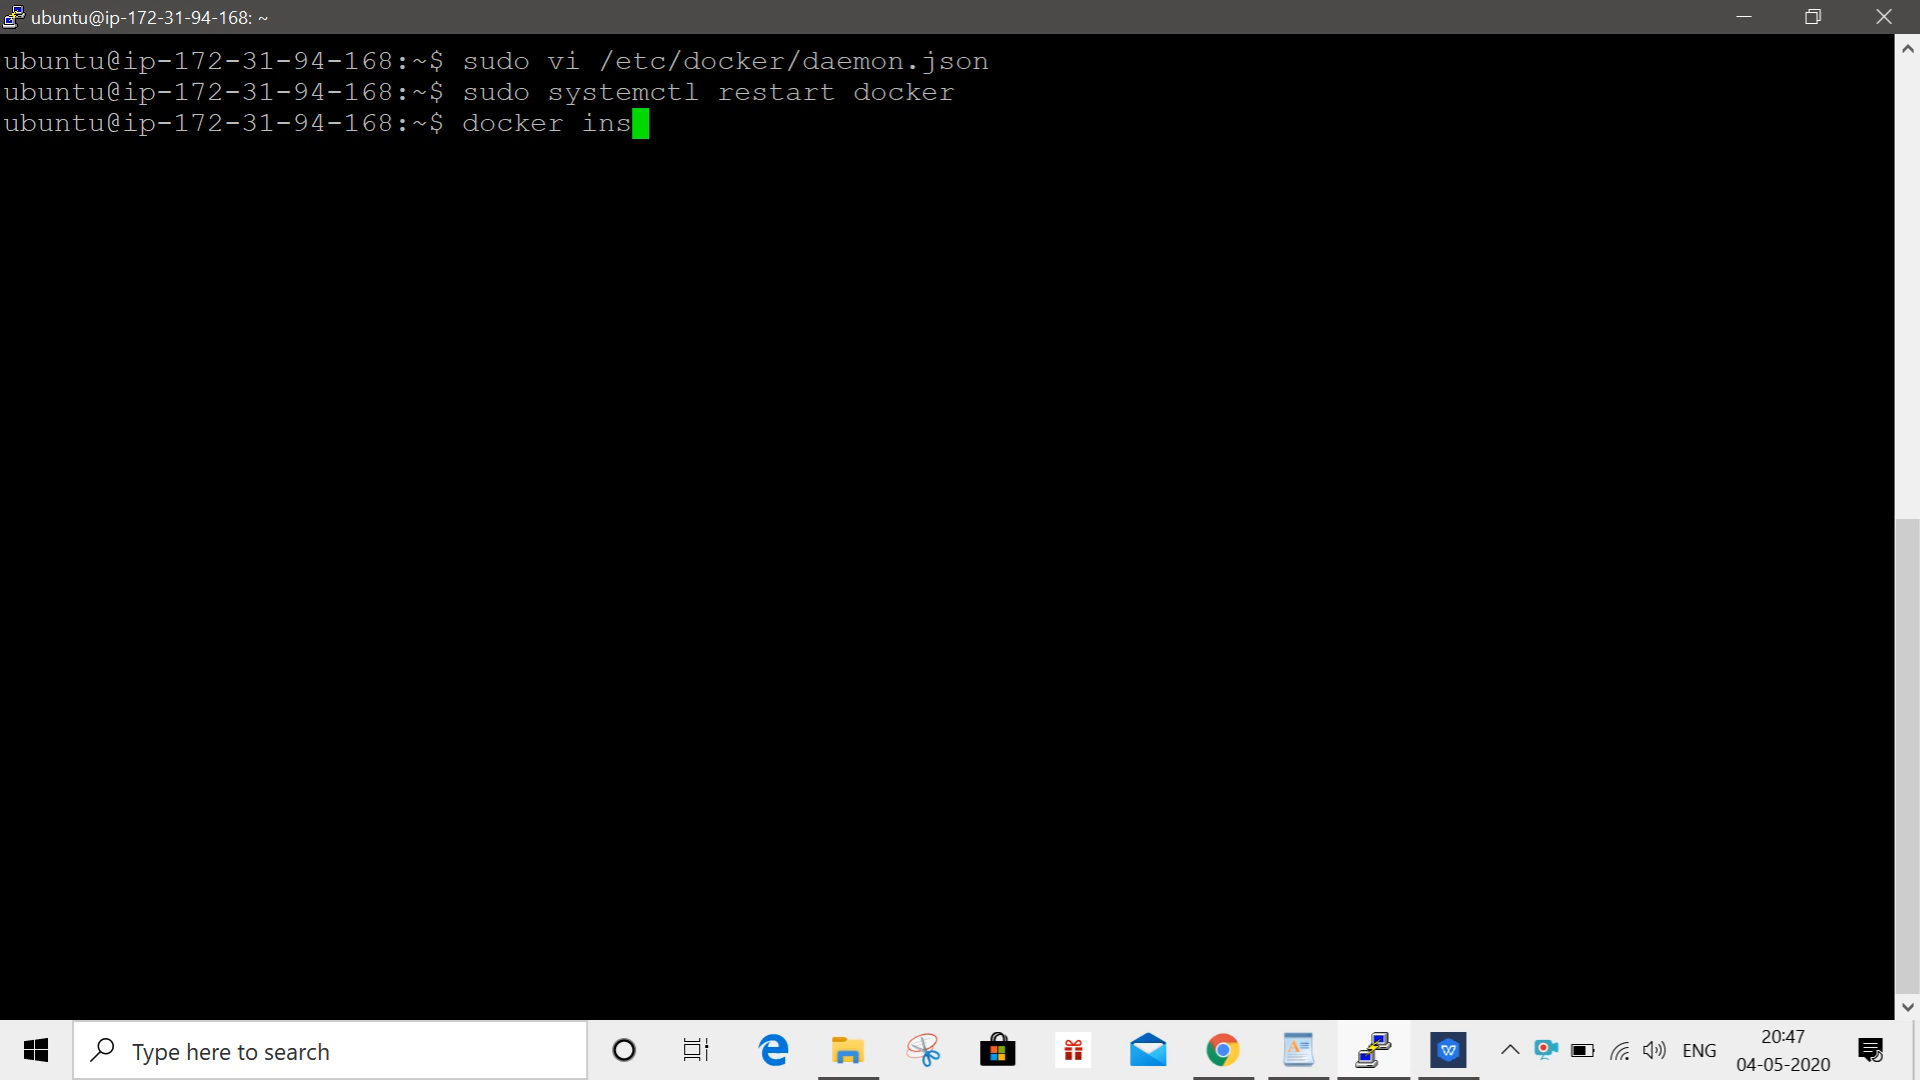 ubuntu@ip-172-31-94-168: ~
ubuntu@ip-172-31-94-168:~$ sudo vi /etc/docker/daemon.json
ubuntu@ip-172-31-94-168:~$ sudo systemctl restart docker
ubuntu@ip-172-31-94-168:~$ docker ins
Type here to search
ENG
20:47
04-05-2020